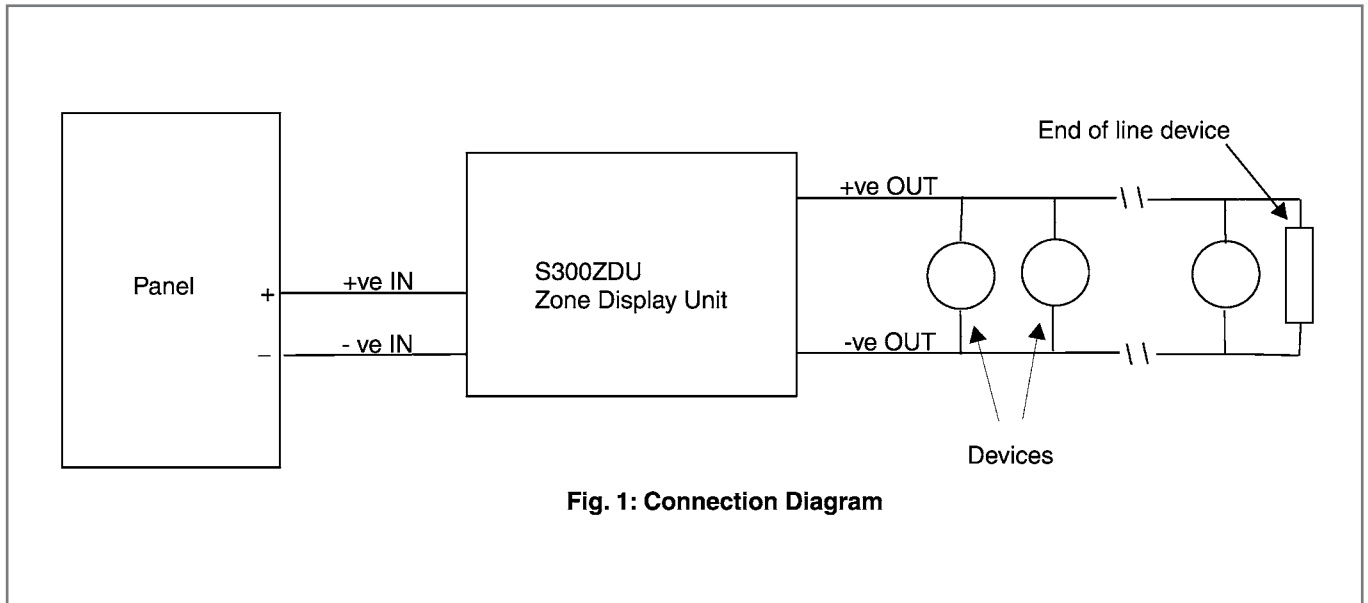 End of line device
+ve OUT
Panel
+
+ve IN
S300ZDU
Zone Display Unit
–
- ve IN
-ve OUT
Devices
Fig. 1: Connection Diagram